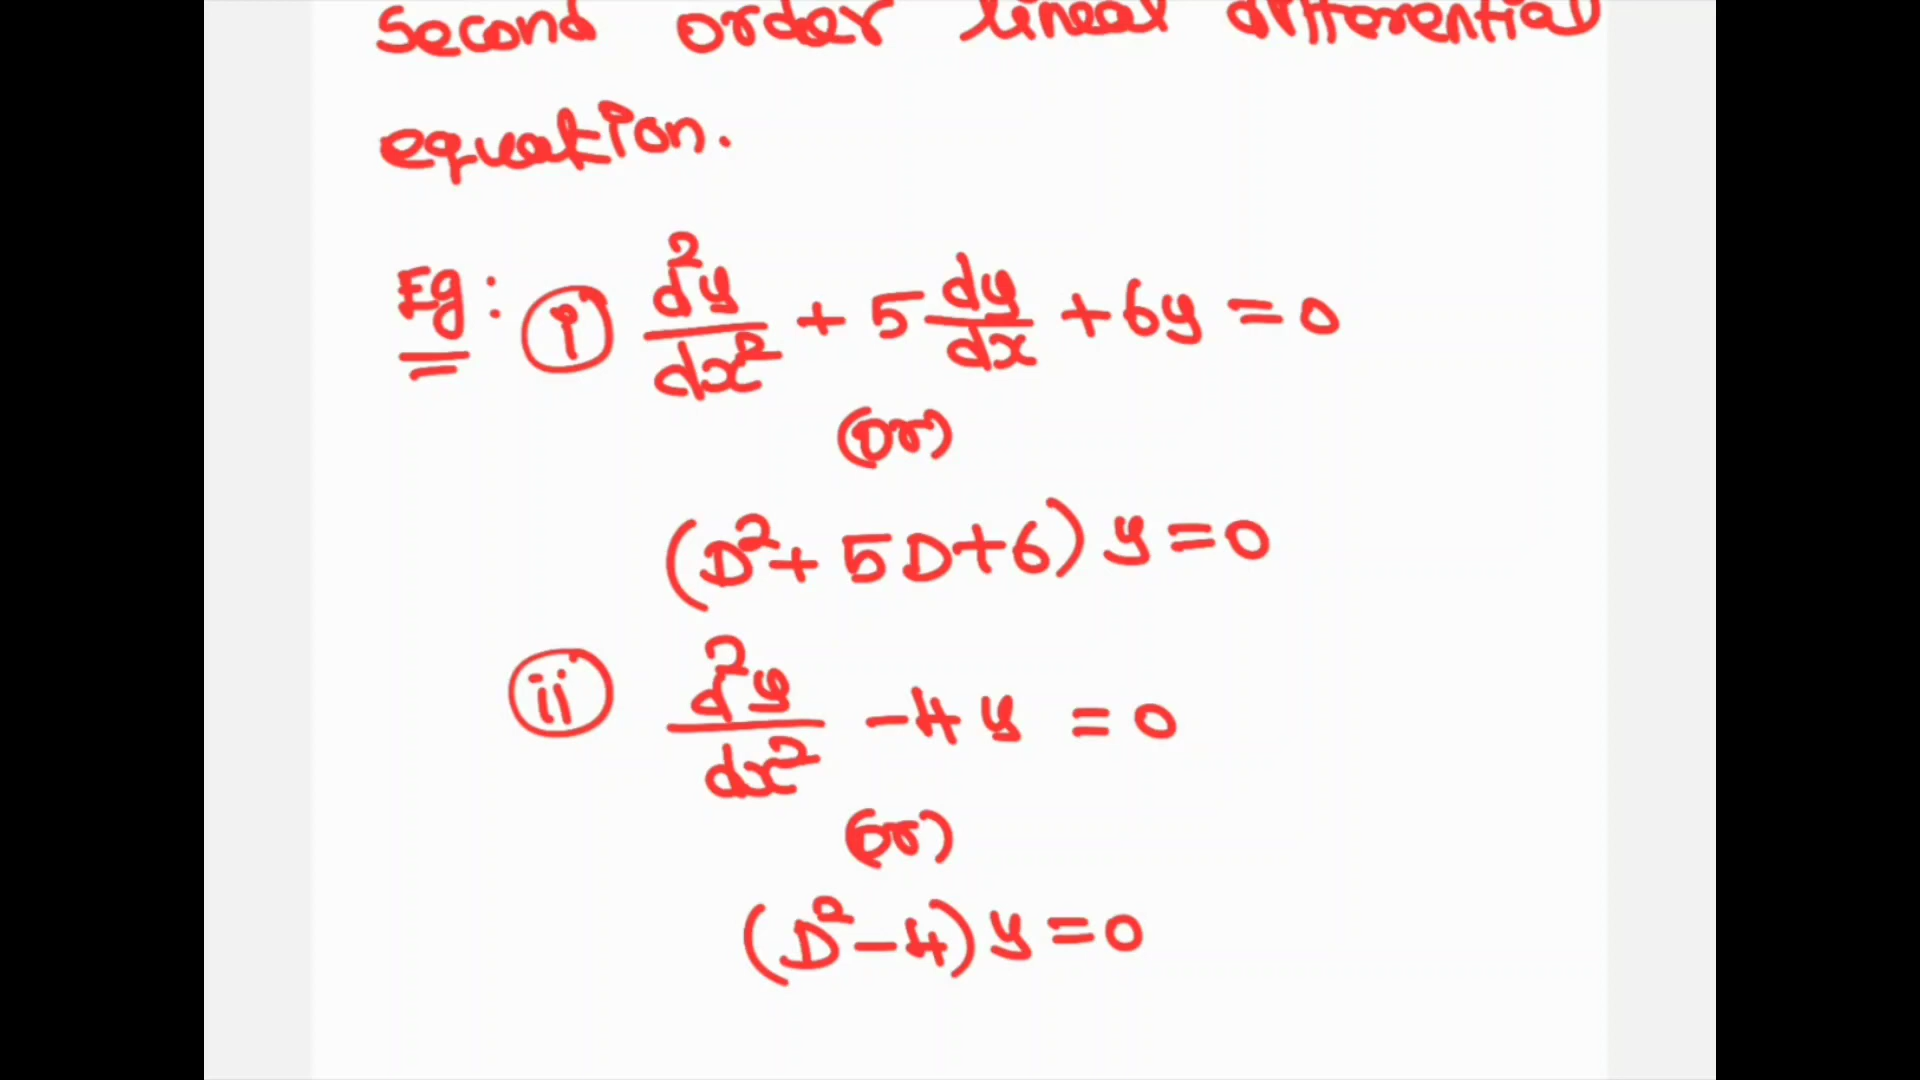 Second order linear differential
equation.
Eg: (i) d²y/dx² + 5 dy/dx + 6y = 0
(or)
(D² + 5D + 6) y = 0
(ii) d²y/dx² - 4y = 0
(or)
(D² - 4) y = 0